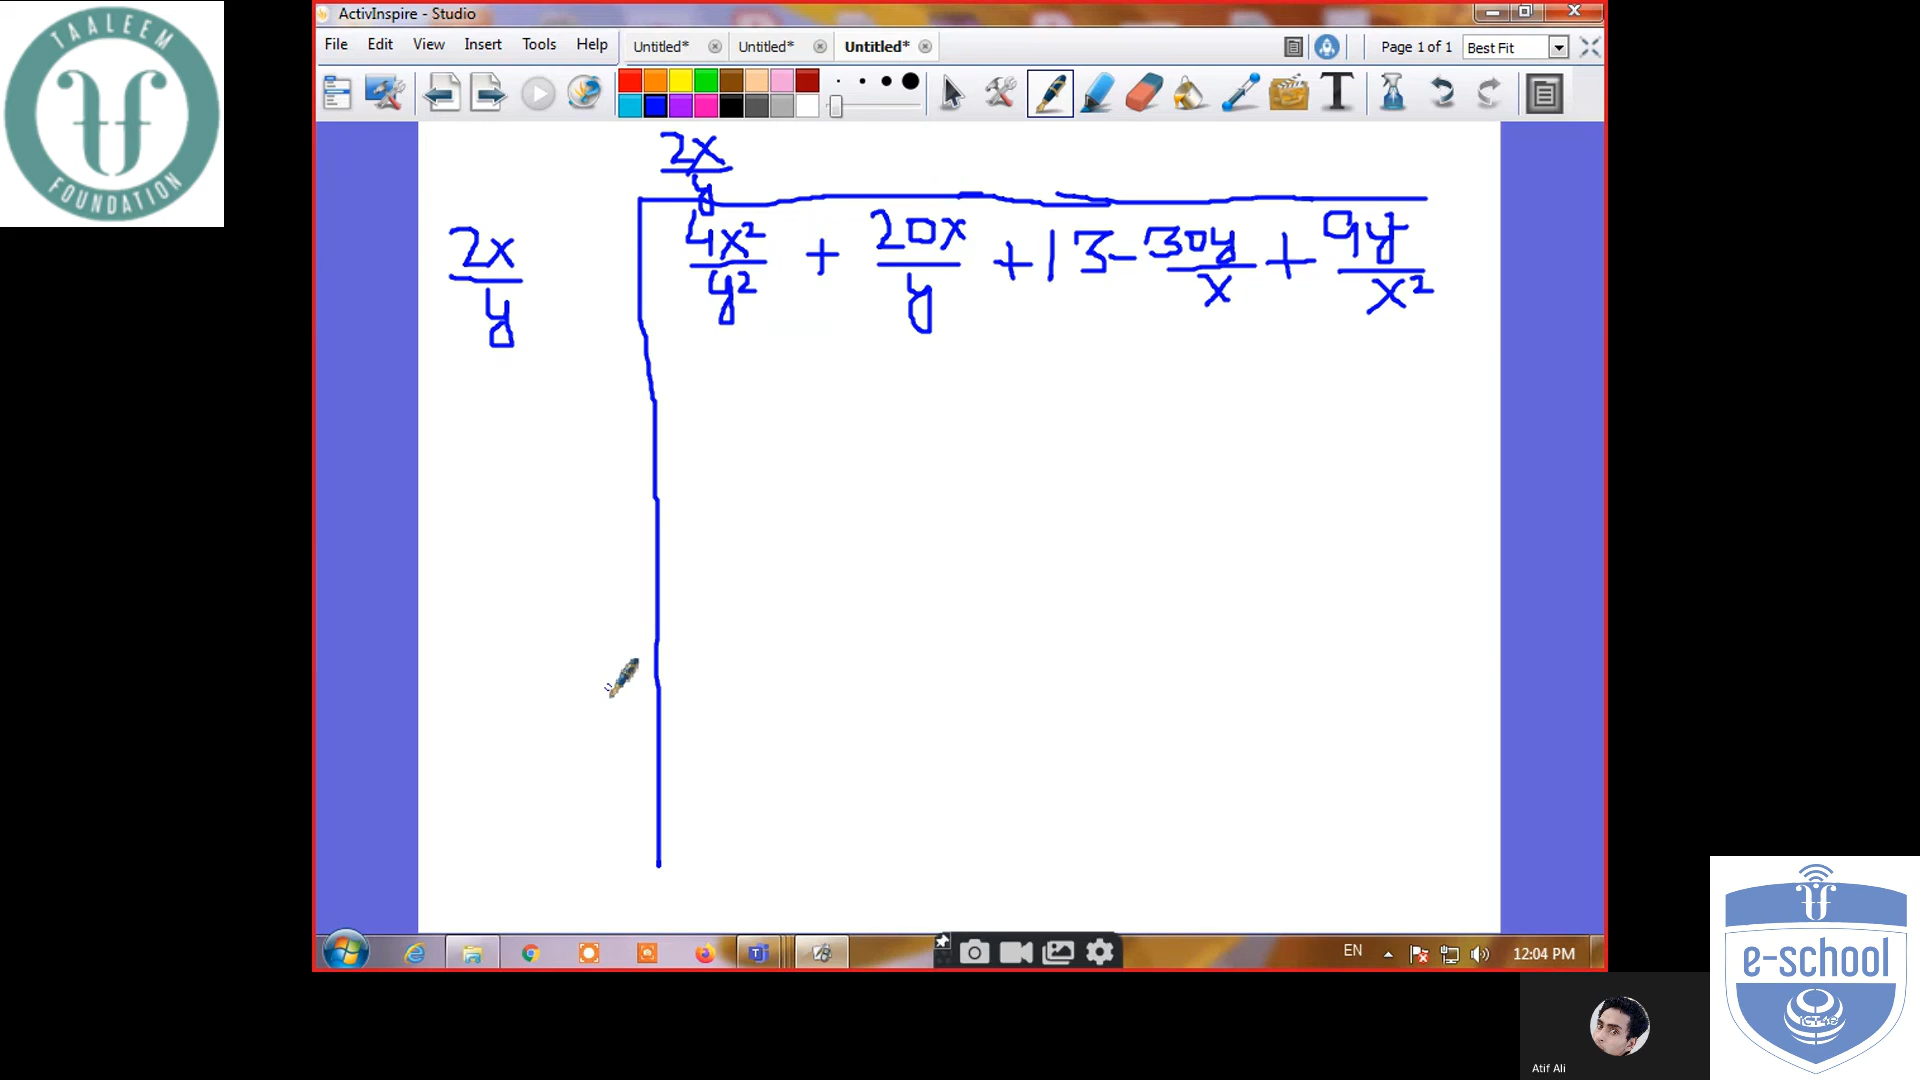 TAALEEM
FOUNDATION
ActivInspire - Studio
File Edit View Insert Tools Help Untitled* Untitled* Untitled* Page 1 of 1 Best Fit
T
2x/y
2x/y 4x²/y² + 20x/y + 13 - 30y/x + 9y/x²
EN 12:04 PM
e-school
Atif Ali